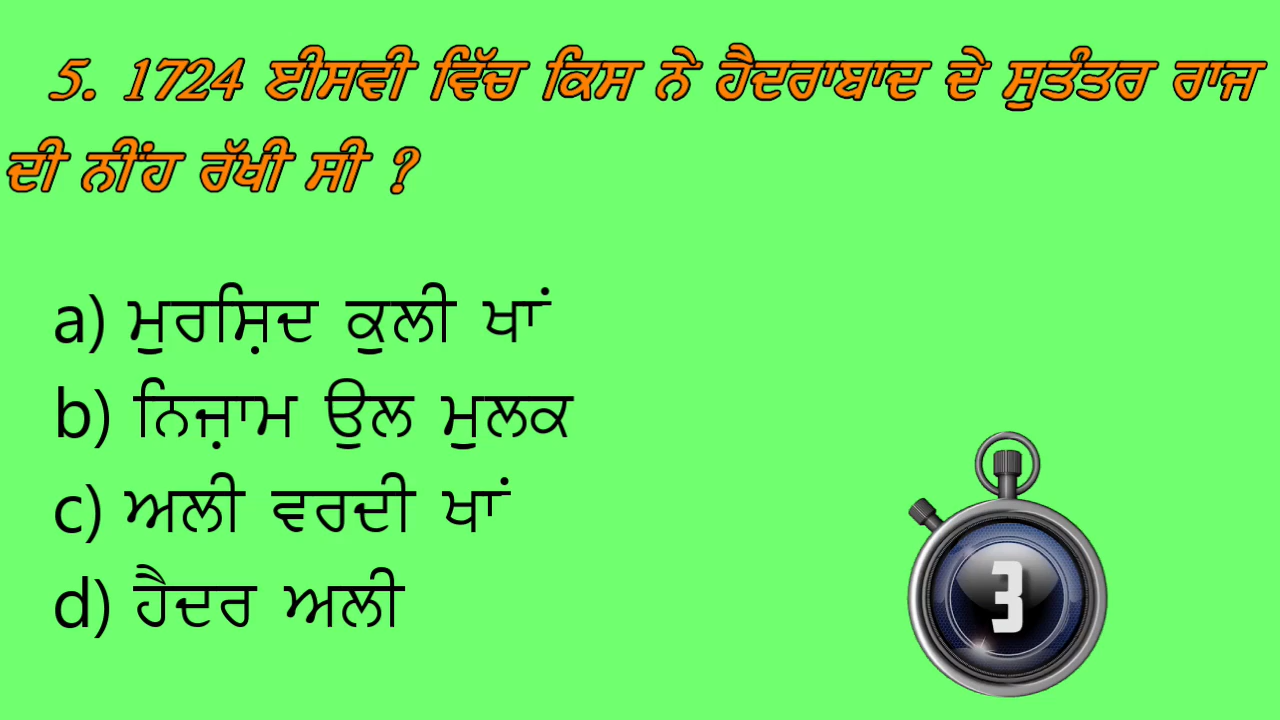 5. 1724 ਈਸਵੀ ਵਿੱਚ ਕਿਸ ਨੇ ਹੈਦਰਾਬਾਦ ਦੇ ਸੁਤੰਤਰ ਰਾਜ
ਦੀ ਨੀਂਹ ਰੱਖੀ ਸੀ ?
a) ਮੁਰਸ਼ਿਦ ਕੁਲੀ ਖਾਂ
b) ਨਿਜ਼ਾਮ ਉਲ ਮੁਲਕ
c) ਅਲੀ ਵਰਦੀ ਖਾਂ
d) ਹੈਦਰ ਅਲੀ
3